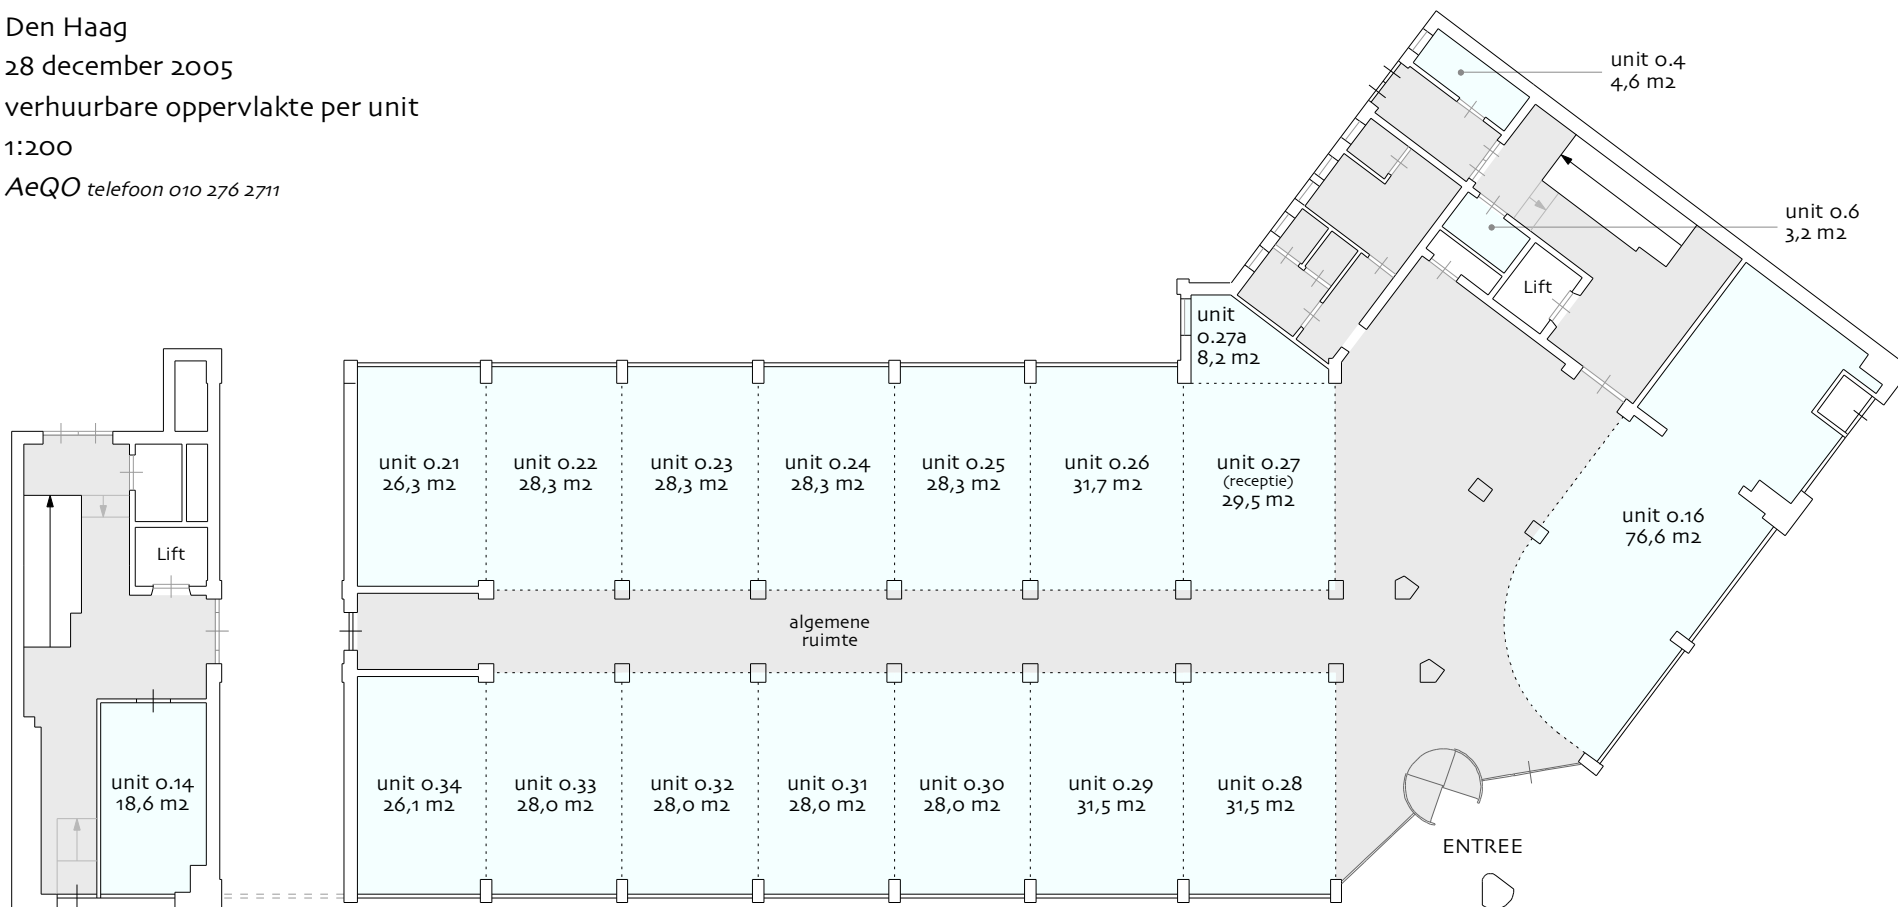 Den Haag
28 december 2005
verhuurbare oppervlakte per unit
1:200
AeQO telefoon 010 276 2711
unit 0.4
4,6 m2
unit 0.6
3,2 m2
Lift
unit
0.27a
8,2 m2
unit 0.21
26,3 m2
unit 0.22
28,3 m2
unit 0.23
28,3 m2
unit 0.24
28,3 m2
unit 0.25
28,3 m2
unit 0.26
31,7 m2
unit 0.27
(receptie)
29,5 m2
unit 0.16
76,6 m2
Lift
algemene
ruimte
unit 0.14
18,6 m2
unit 0.34
26,1 m2
unit 0.33
28,0 m2
unit 0.32
28,0 m2
unit 0.31
28,0 m2
unit 0.30
28,0 m2
unit 0.29
31,5 m2
unit 0.28
31,5 m2
ENTREE